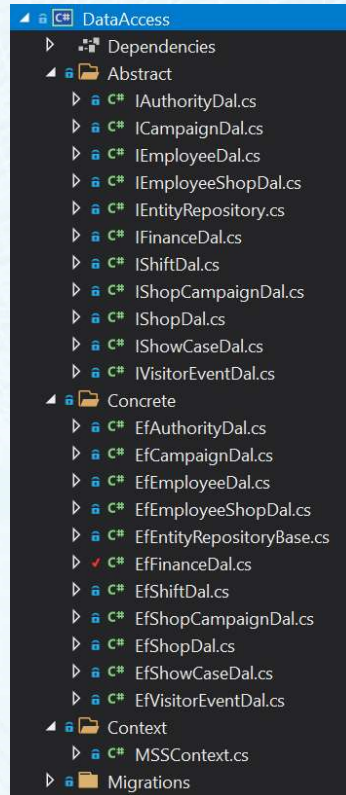 C# DataAccess
Dependencies
Abstract
C# IAuthorityDal.cs
C# ICampaignDal.cs
C# IEmployeeDal.cs
C# IEmployeeShopDal.cs
C# IEntityRepository.cs
C# IFinanceDal.cs
C# IShiftDal.cs
C# IShopCampaignDal.cs
C# IShopDal.cs
C# IShowCaseDal.cs
C# IVisitorEventDal.cs
Concrete
C# EfAuthorityDal.cs
C# EfCampaignDal.cs
C# EfEmployeeDal.cs
C# EfEmployeeShopDal.cs
C# EfEntityRepositoryBase.cs
C# EfFinanceDal.cs
C# EfShiftDal.cs
C# EfShopCampaignDal.cs
C# EfShopDal.cs
C# EfShowCaseDal.cs
C# EfVisitorEventDal.cs
Context
C# MSSContext.cs
Migrations